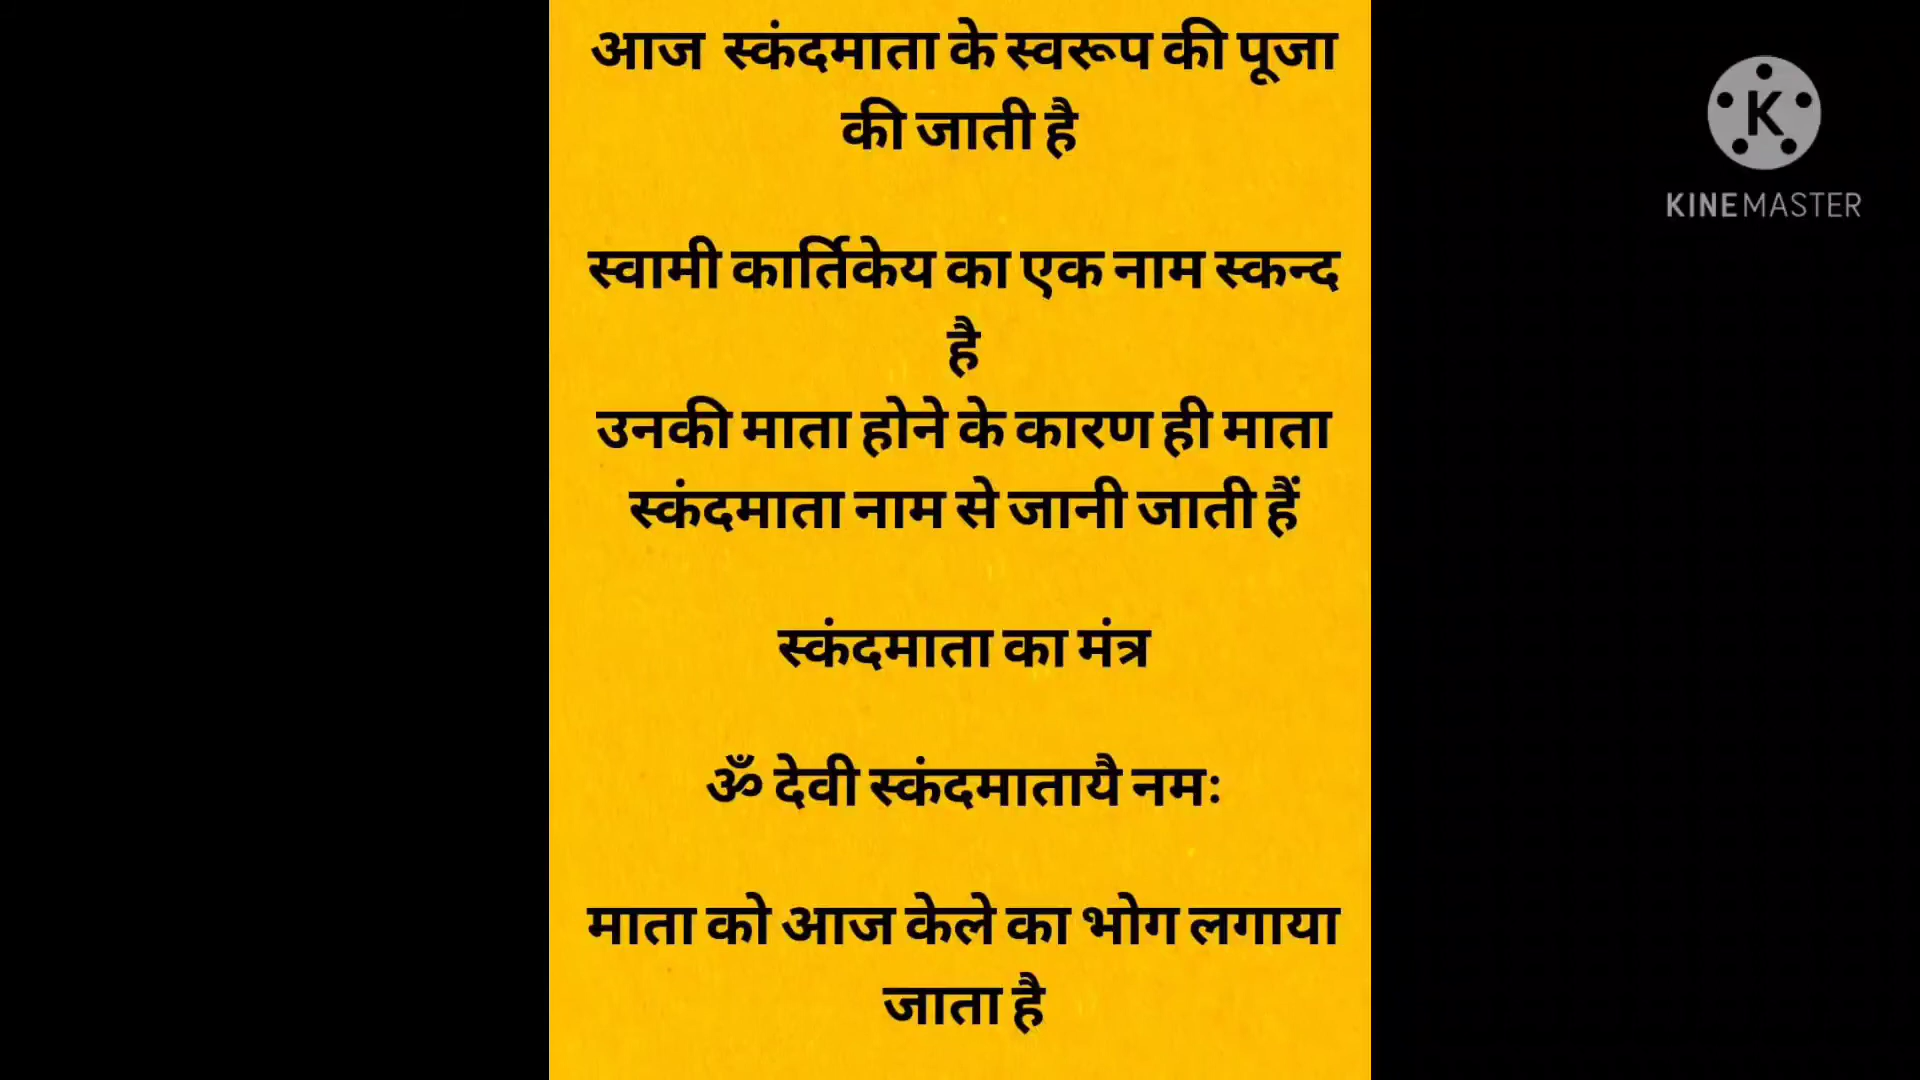 आज स्कंदमाता के स्वरूप की पूजा
की जाती है
स्वामी कार्तिकेय का एक नाम स्कन्द
है
उनकी माता होने के कारण ही माता
स्कंदमाता नाम से जानी जाती हैं
स्कंदमाता का मंत्र
ॐ देवी स्कंदमातायै नमः
माता को आज केले का भोग लगाया
जाता है
K
KINEMASTER